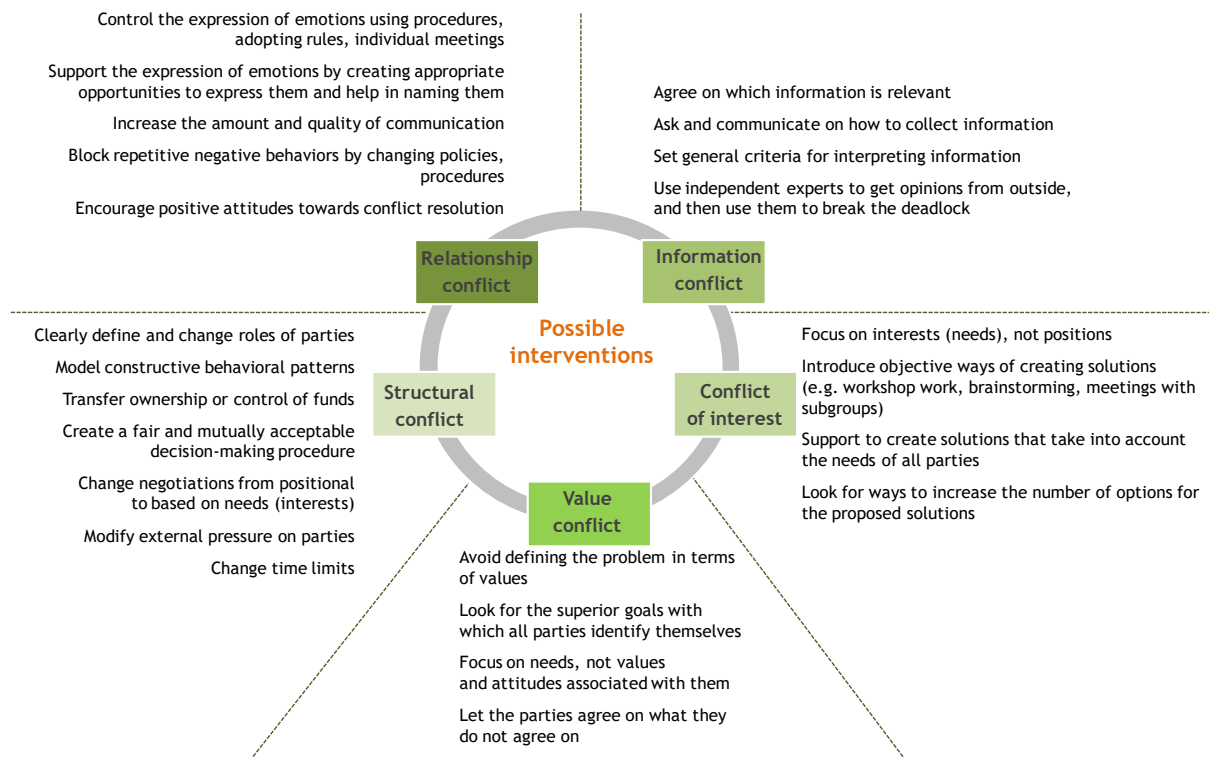 Control the expression of emotions using procedures,
adopting rules, individual meetings
Support the expression of emotions by creating appropriate
opportunities to express them and help in naming them
Increase the amount and quality of communication
Block repetitive negative behaviors by changing policies,
procedures
Encourage positive attitudes towards conflict resolution
Agree on which information is relevant
Ask and communicate on how to collect information
Set general criteria for interpreting information
Use independent experts to get opinions from outside,
and then use them to break the deadlock
Relationship
conflict
Information
conflict
Possible
interventions
Clearly define and change roles of parties
Model constructive behavioral patterns
Transfer ownership or control of funds
Create a fair and mutually acceptable
decision-making procedure
Change negotiations from positional
to based on needs (interests)
Modify external pressure on parties
Change time limits
Structural
conflict
Conflict
of interest
Focus on interests (needs), not positions
Introduce objective ways of creating solutions
(e.g. workshop work, brainstorming, meetings with
subgroups)
Support to create solutions that take into account
the needs of all parties
Look for ways to increase the number of options for
the proposed solutions
Value
conflict
Avoid defining the problem in terms
of values
Look for the superior goals with
which all parties identify themselves
Focus on needs, not values
and attitudes associated with them
Let the parties agree on what they
do not agree on